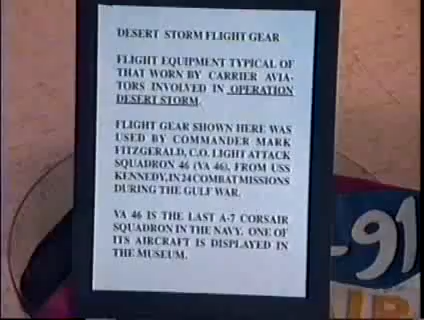 DESERT STORM FLIGHT GEAR
FLIGHT EQUIPMENT TYPICAL OF
THAT WORN BY CARRIER AVIA-
TORS INVOLVED IN OPERATION
DESERT STORM.
FLIGHT GEAR SHOWN HERE WAS
USED BY COMMANDER MARK
FITZGERALD, C.O. LIGHT ATTACK
SQUADRON 46 (VA 46), FROM USS
KENNEDY, IN 24 COMBAT MISSIONS
DURING THE GULF WAR.
VA 46 IS THE LAST A-7 CORSAIR
SQUADRON IN THE NAVY. ONE OF
ITS AIRCRAFT IS DISPLAYED IN
THE MUSEUM.
-91